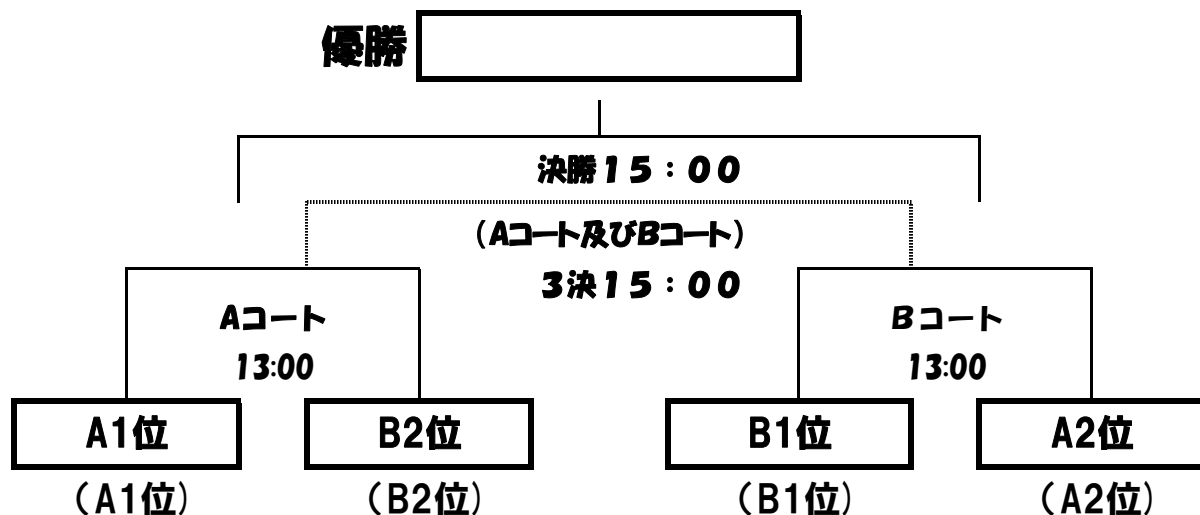 優勝
決勝15:00
(Aコート及びBコート)
3決15:00
Aコート
13:00
Bコート
13:00
A1位
B2位
B1位
A2位
(A1位)
(B2位)
(B1位)
(A2位)